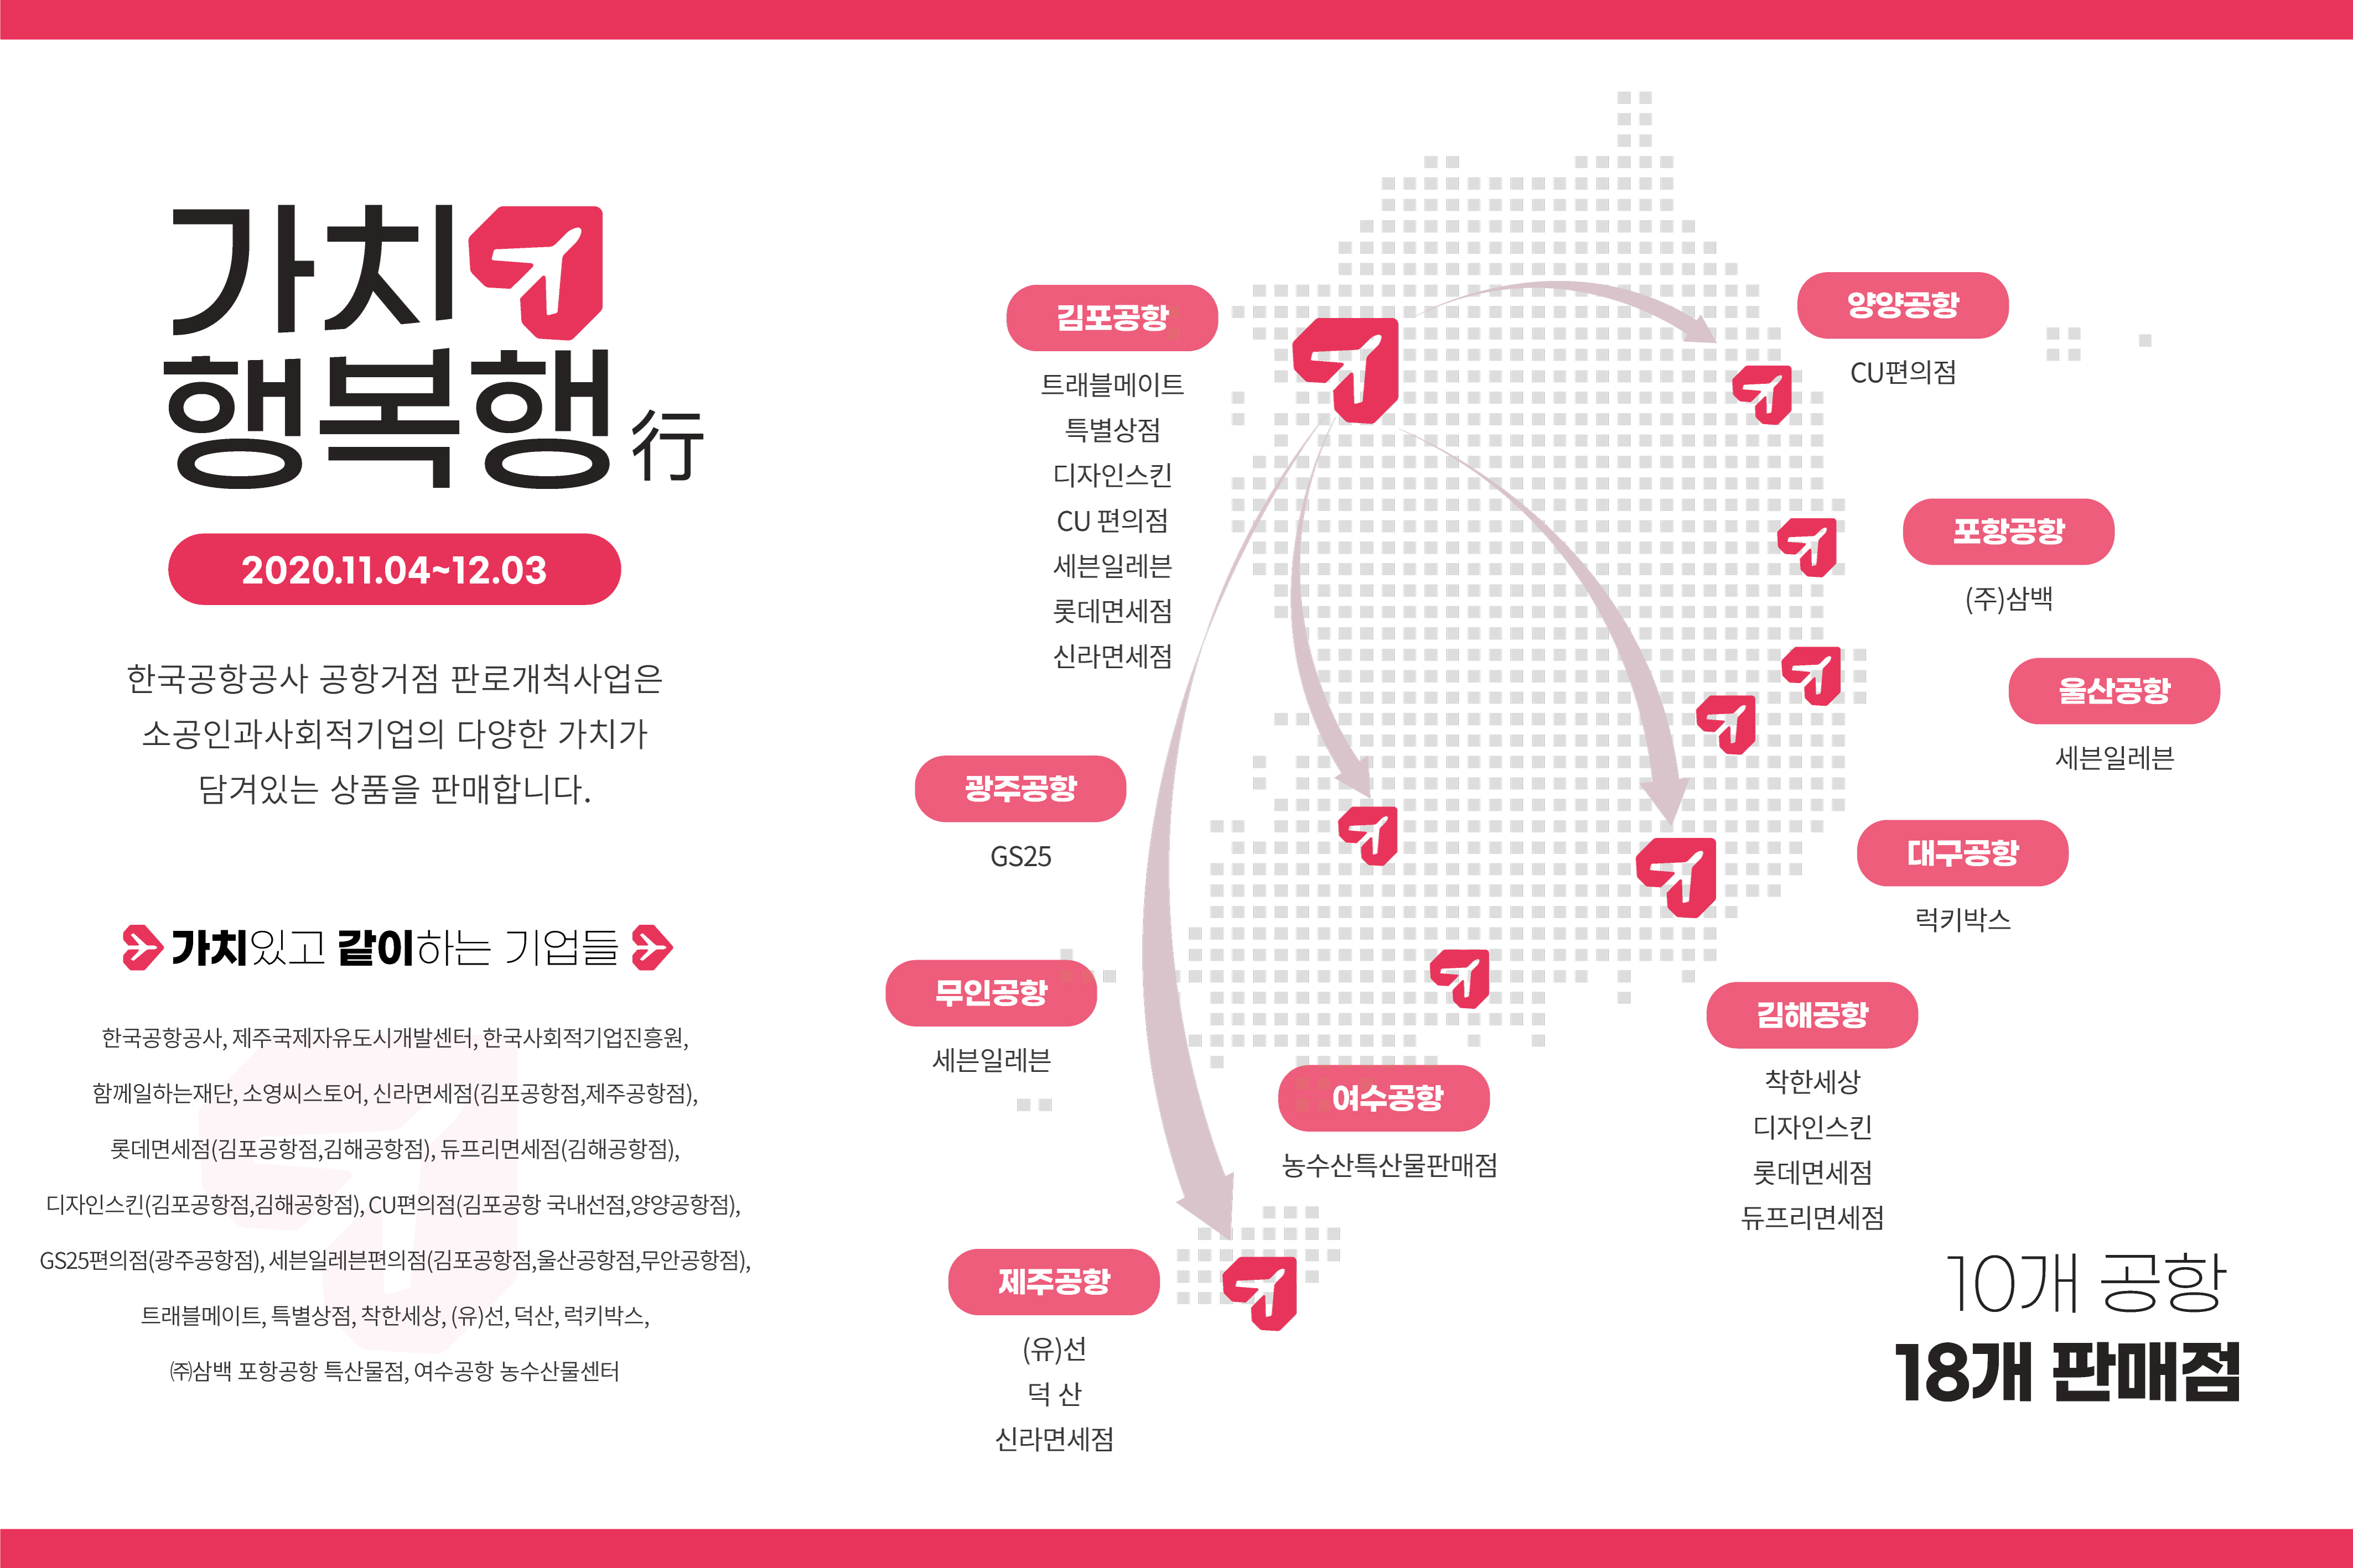 가치
행복행 行
2020.11.04~12.03
한국공항공사 공항거점 판로개척사업은
소공인과사회적기업의 다양한 가치가
담겨있는 상품을 판매합니다.
가치있고 같이하는 기업들
한국공항공사, 제주국제자유도시개발센터, 한국사회적기업진흥원,
함께일하는재단, 소영씨스토어, 신라면세점(김포공항점,제주공항점),
롯데면세점(김포공항점,김해공항점), 듀프리면세점(김해공항점),
디자인스킨(김포공항점,김해공항점), CU편의점(김포공항 국내선점,양양공항점),
GS25편의점(광주공항점), 세븐일레븐편의점(김포공항점,울산공항점,무안공항점),
트래블메이트, 특별상점, 착한세상, (유)선, 덕산, 럭키박스,
㈜삼백 포항공항 특산물점, 여수공항 농수산물센터
김포공항
트래블메이트
특별상점
디자인스킨
CU 편의점
세븐일레븐
롯데면세점
신라면세점
광주공항
GS25
무인공항
세븐일레븐
제주공항
(유)선
덕 산
신라면세점
여수공항
농수산특산물판매점
양양공항
CU편의점
포항공항
(주)삼백
울산공항
세븐일레븐
대구공항
럭키박스
김해공항
착한세상
디자인스킨
롯데면세점
듀프리면세점
10개 공항
18개 판매점